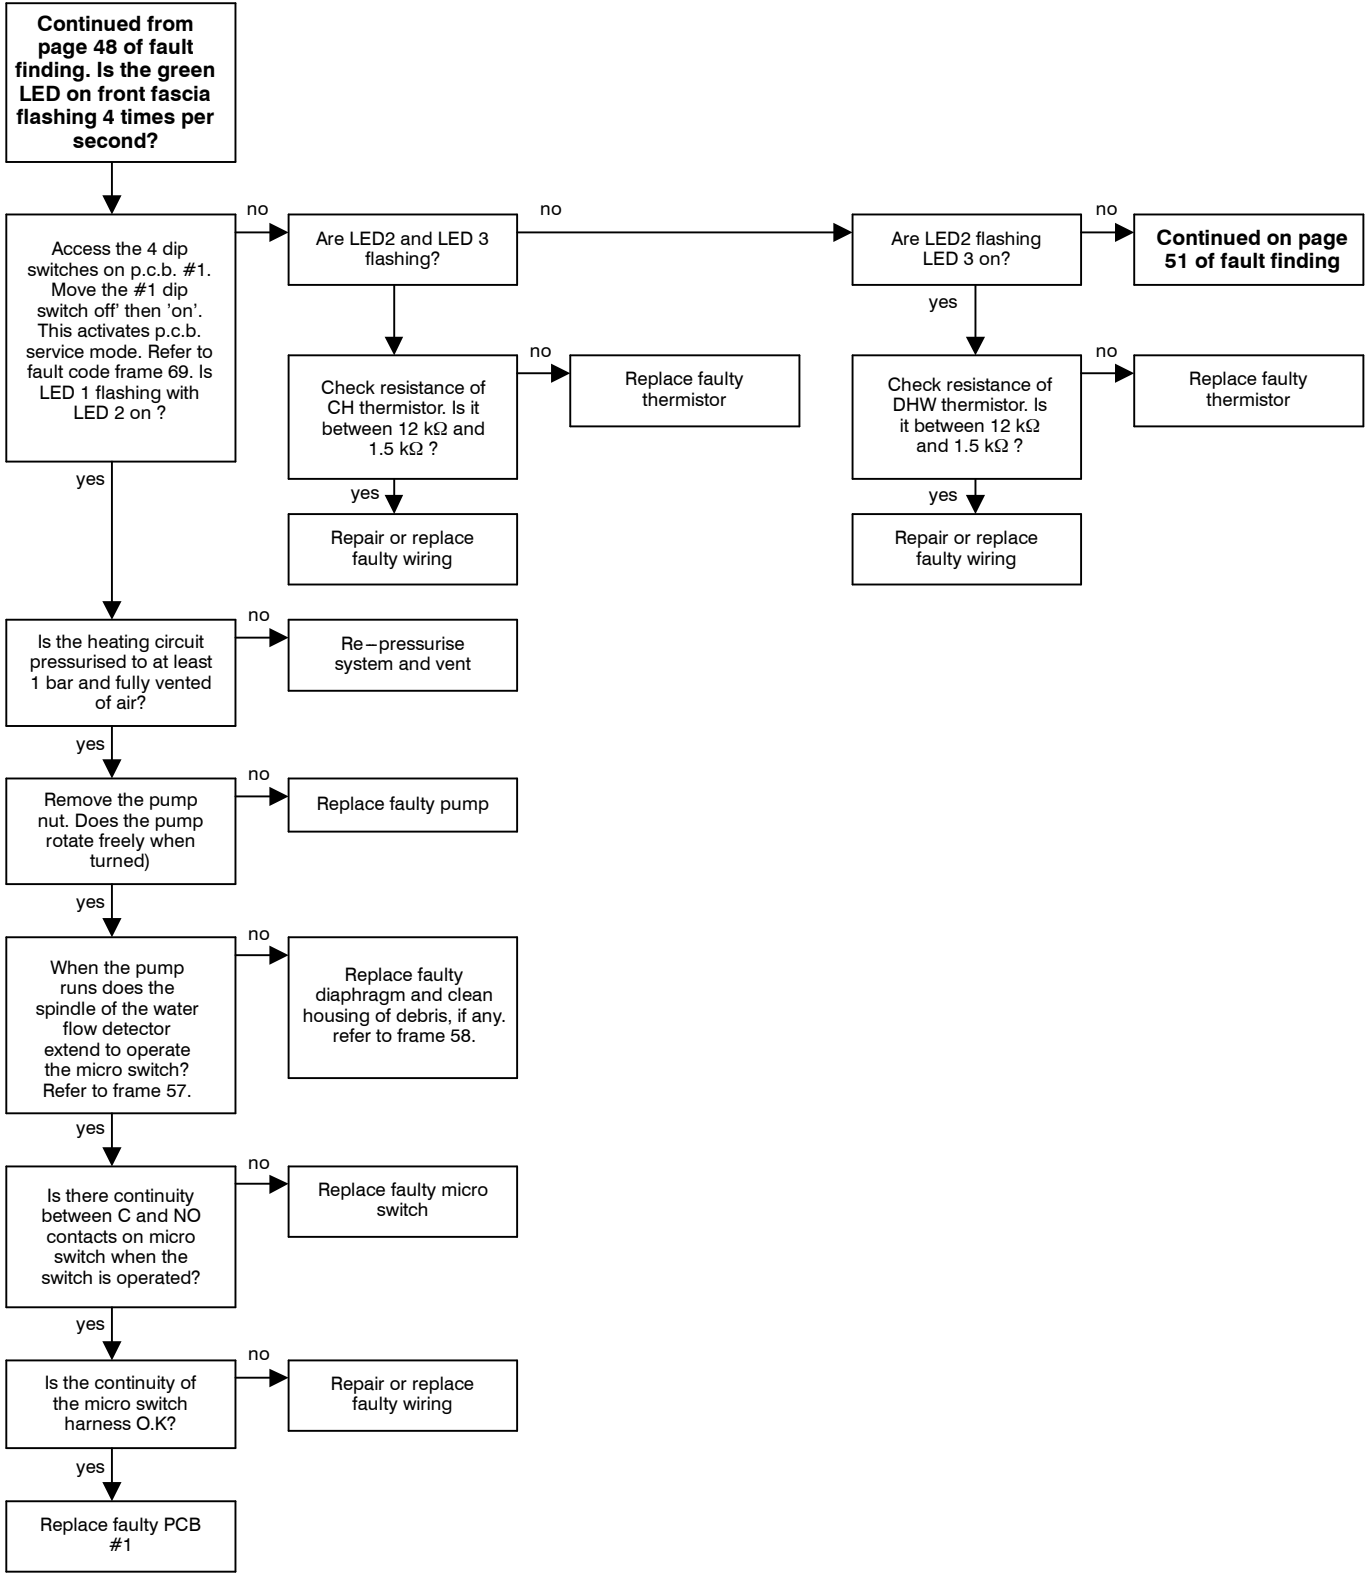 Continued from
page 48 of fault
finding. Is the green
LED on front fascia
flashing 4 times per
second?
Access the 4 dip
switches on p.c.b. #1.
Move the #1 dip
switch off' then 'on'.
This activates p.c.b.
service mode. Refer to
fault code frame 69. Is
LED 1 flashing with
LED 2 on ?
no
Are LED2 and LED 3
flashing?
no
Are LED2 flashing
LED 3 on?
no
Continued on page
51 of fault finding
yes
Check resistance of
CH thermistor. Is it
between 12 kΩ and
1.5 kΩ ?
no
Replace faulty
thermistor
Check resistance of
DHW thermistor. Is
it between 12 kΩ
and 1.5 kΩ ?
no
Replace faulty
thermistor
yes
yes
yes
Repair or replace
faulty wiring
Repair or replace
faulty wiring
Is the heating circuit
pressurised to at least
1 bar and fully vented
of air?
no
Re–pressurise
system and vent
yes
Remove the pump
nut. Does the pump
rotate freely when
turned)
no
Replace faulty pump
yes
When the pump
runs does the
spindle of the water
flow detector
extend to operate
the micro switch?
Refer to frame 57.
no
Replace faulty
diaphragm and clean
housing of debris, if any.
refer to frame 58.
yes
Is there continuity
between C and NO
contacts on micro
switch when the
switch is operated?
no
Replace faulty micro
switch
yes
Is the continuity of
the micro switch
harness O.K?
no
Repair or replace
faulty wiring
yes
Replace faulty PCB
#1